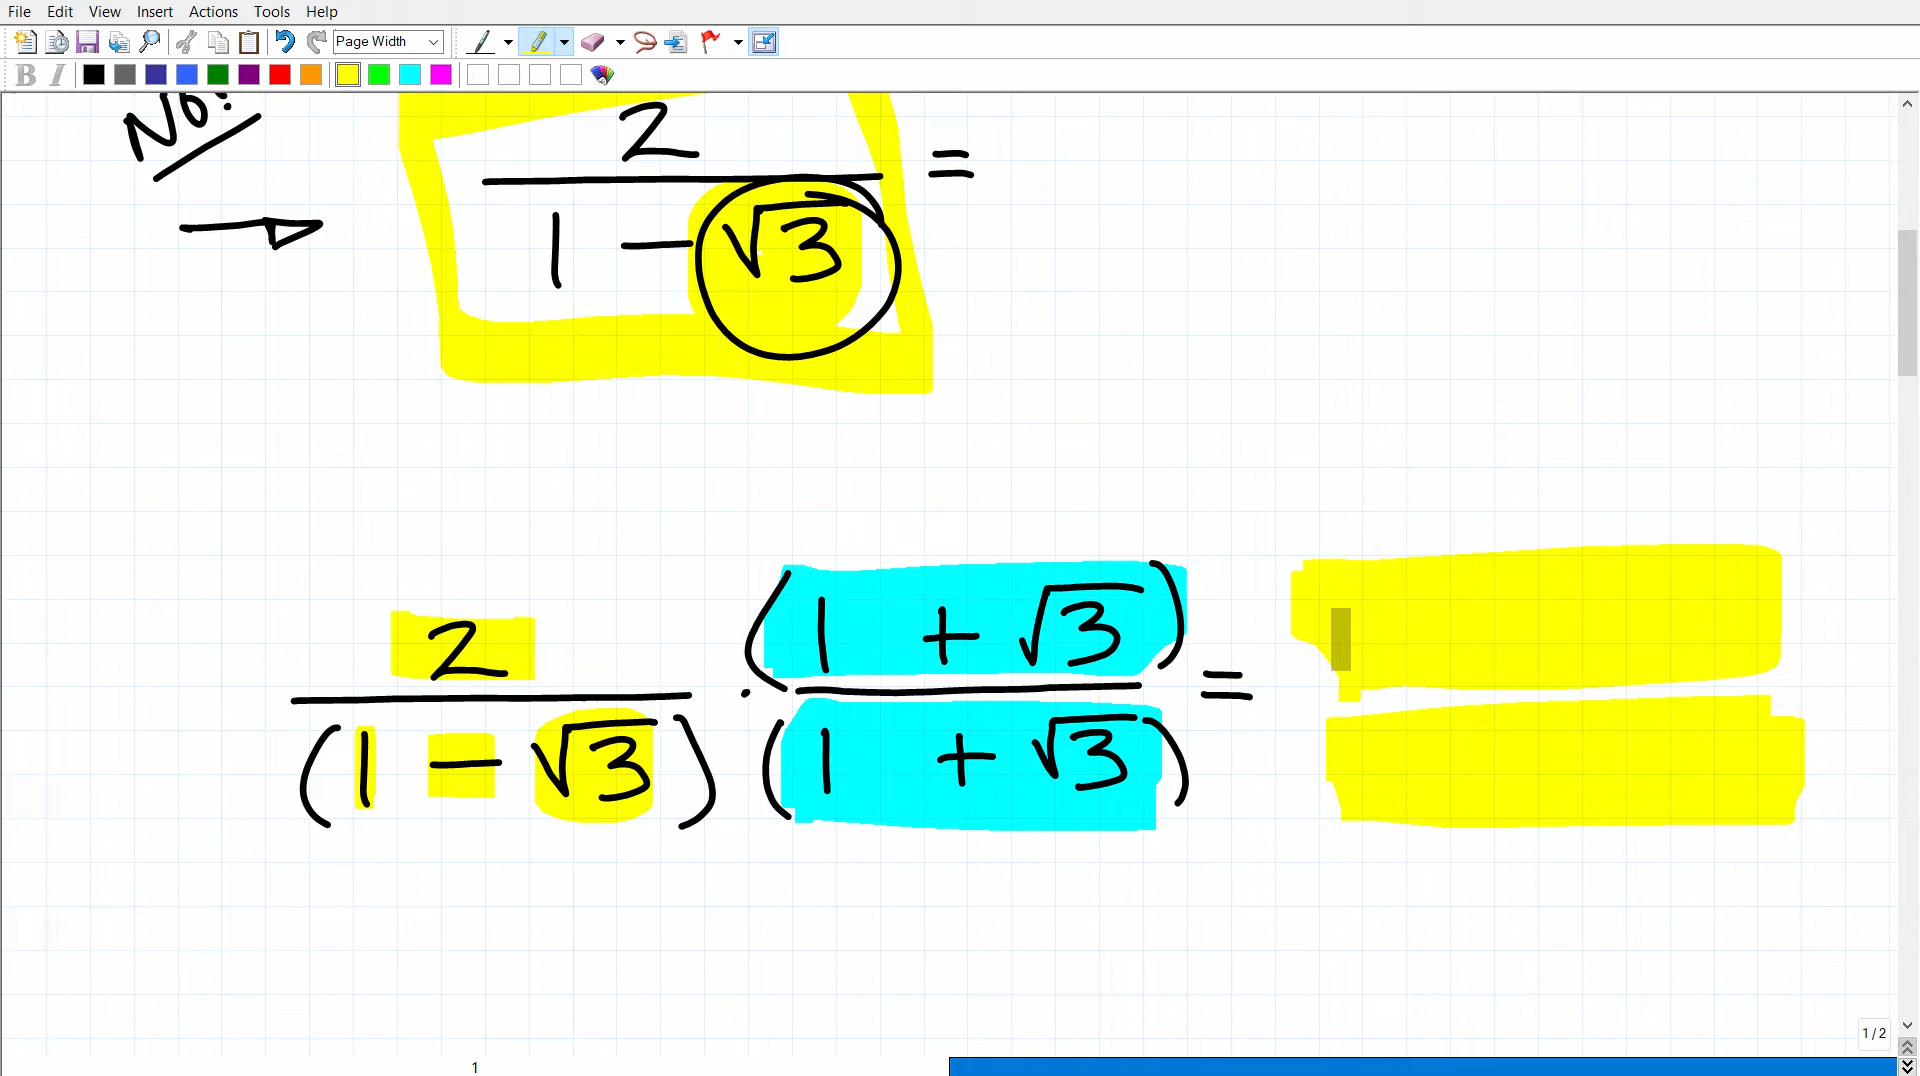 File Edit View Insert Actions Tools Help
Page Width
B I
No!
2
=
1 - √3
2 · (1 + √3) =
(1 - √3) (1 + √3)
1 / 2
1